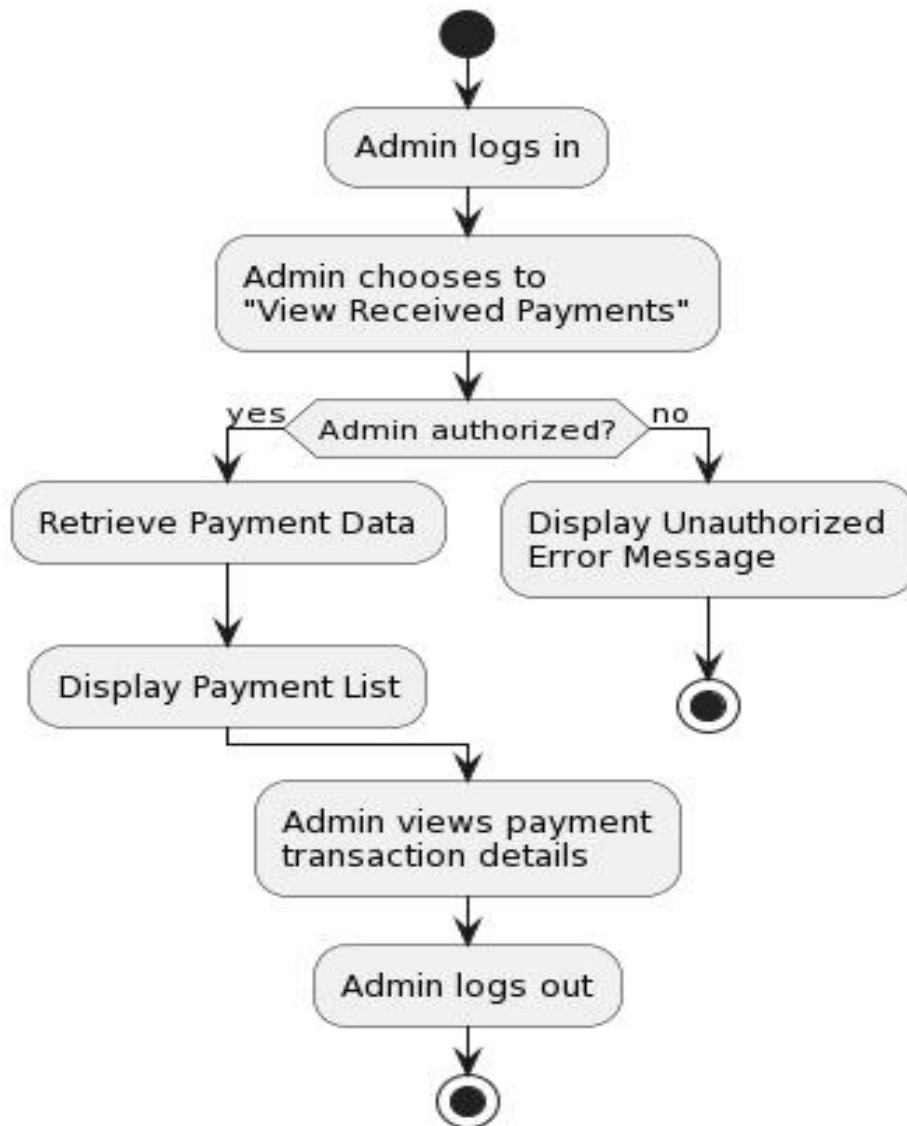 Admin logs in
Admin chooses to
"View Received Payments"
yes
Admin authorized?
no
Retrieve Payment Data
Display Unauthorized
Error Message
Display Payment List
Admin views payment
transaction details
Admin logs out